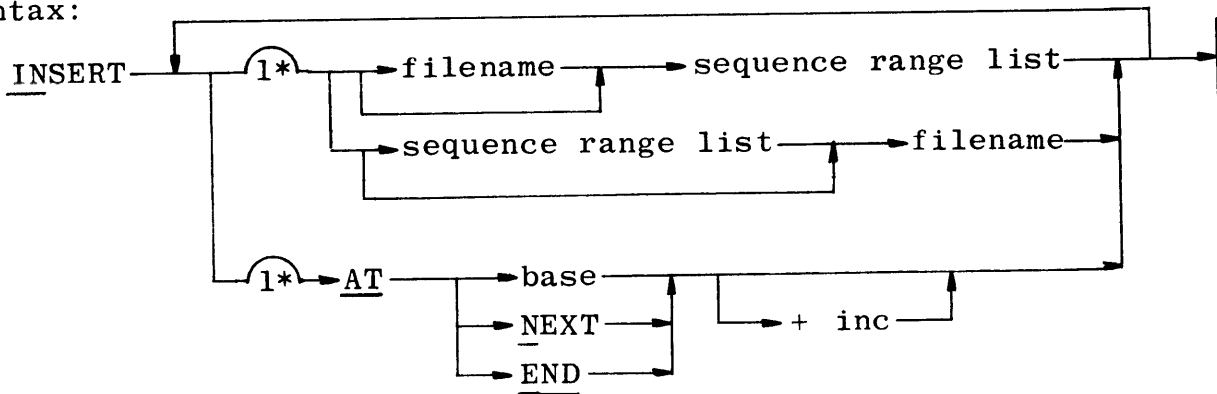 ntax:
INSERT 1* filename sequence range list
sequence range list filename
1* AT base
NEXT + inc
END